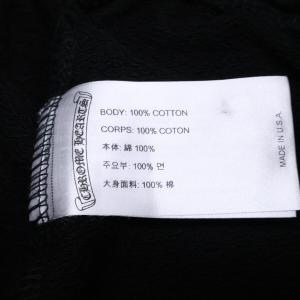 CHROME HEARTS
BODY: 100% COTTON
CORPS: 100% COTON
本体: 綿 100%
주요부: 100% 면
大身面料: 100% 棉
MADE IN U.S.A.